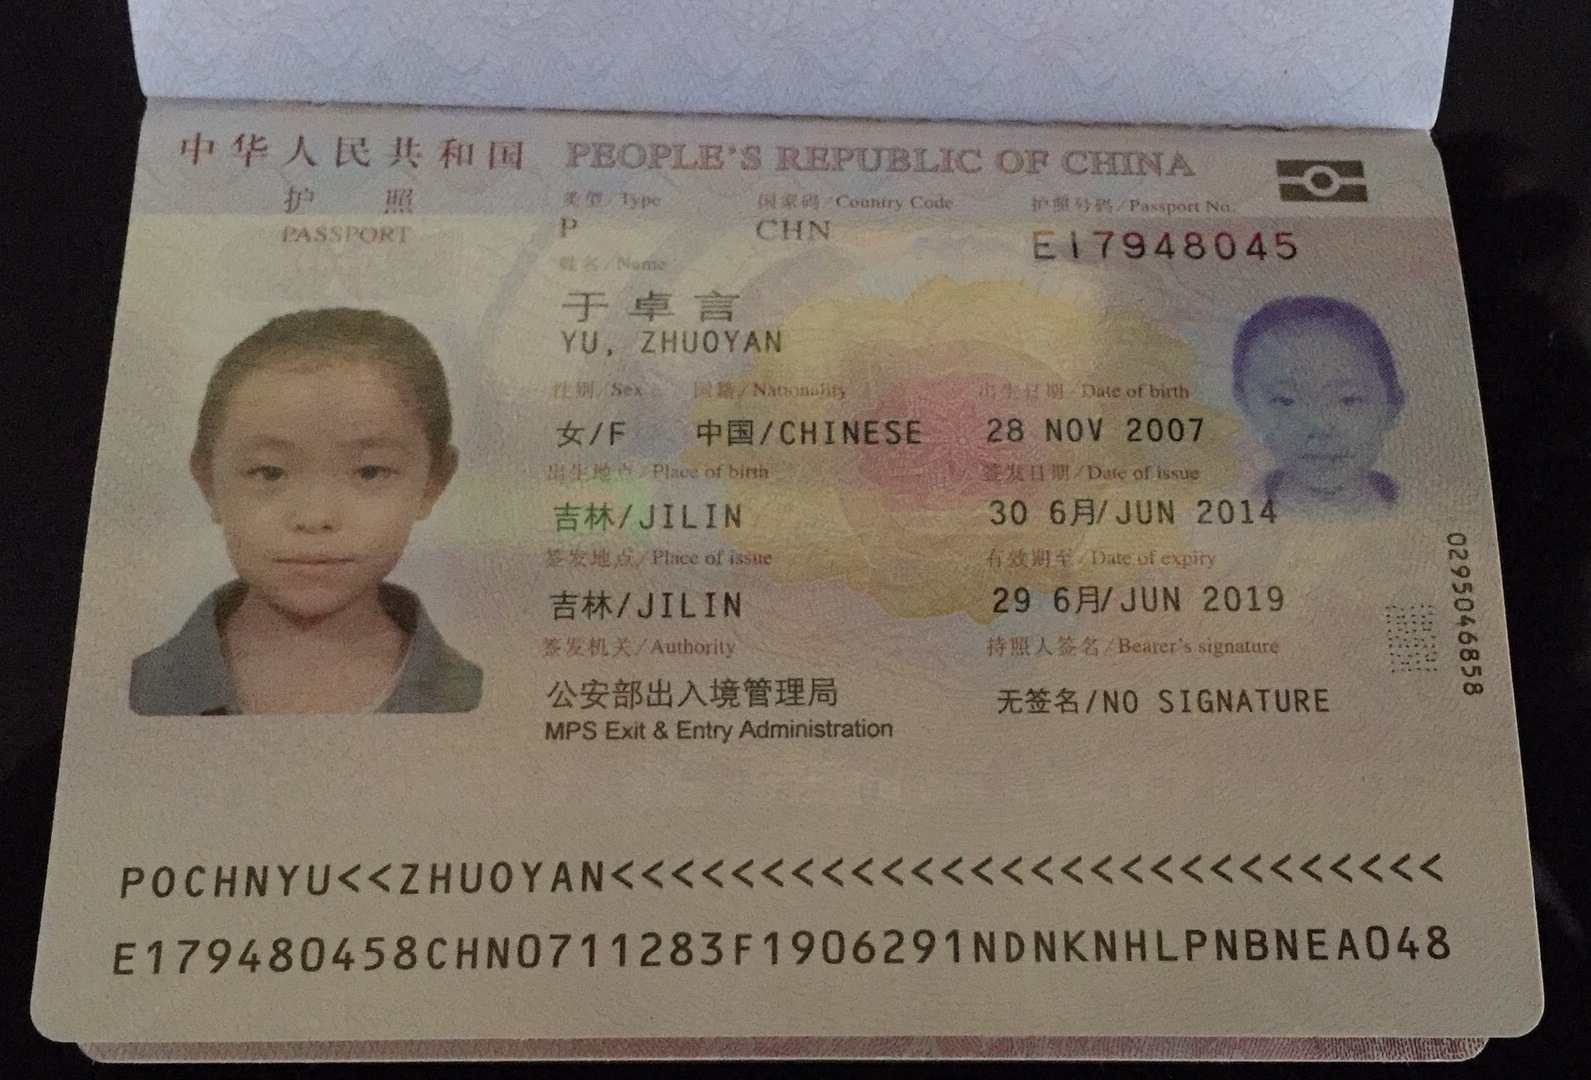 中华人民共和国 PEOPLE'S REPUBLIC OF CHINA
护照
PASSPORT
类型/Type 国家码/Country Code 护照号码/Passport No.
P CHN E17948045
姓名/Name
于卓言
YU, ZHUOYAN
性别/Sex 国籍/Nationality 出生日期/Date of birth
女/F 中国/CHINESE 28 NOV 2007
出生地点/Place of birth 签发日期/Date of issue
吉林/JILIN 30 6月/JUN 2014
签发地点/Place of issue 有效期至/Date of expiry
吉林/JILIN 29 6月/JUN 2019
签发机关/Authority 持照人签名/Bearer's signature
公安部出入境管理局 无签名/NO SIGNATURE
MPS Exit & Entry Administration
0295046858
POCHNYU<<ZHUOYAN<<<<<<<<<<<<<<<<<<<<<<<<<<<<
E179480458CHN0711283F1906291NDNKNHLPNBNEA048